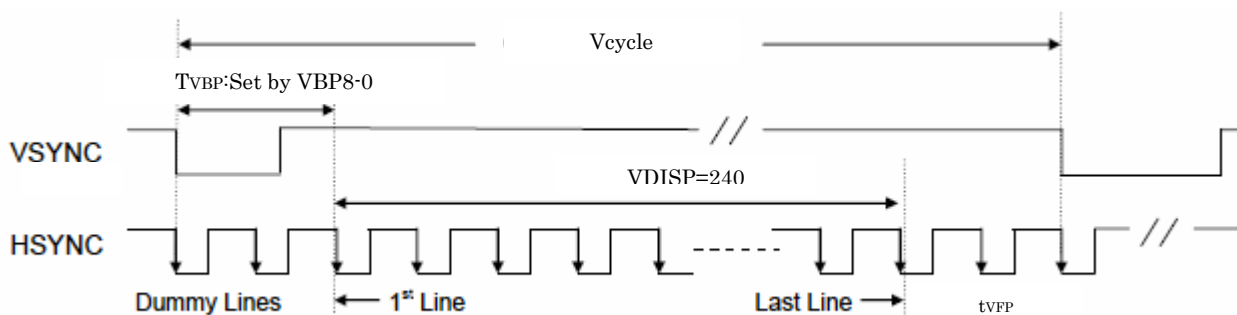 Vcycle
TVBP:Set by VBP8-0
VSYNC
VDISP=240
HSYNC
Dummy Lines
1st Line
Last Line
tVFP